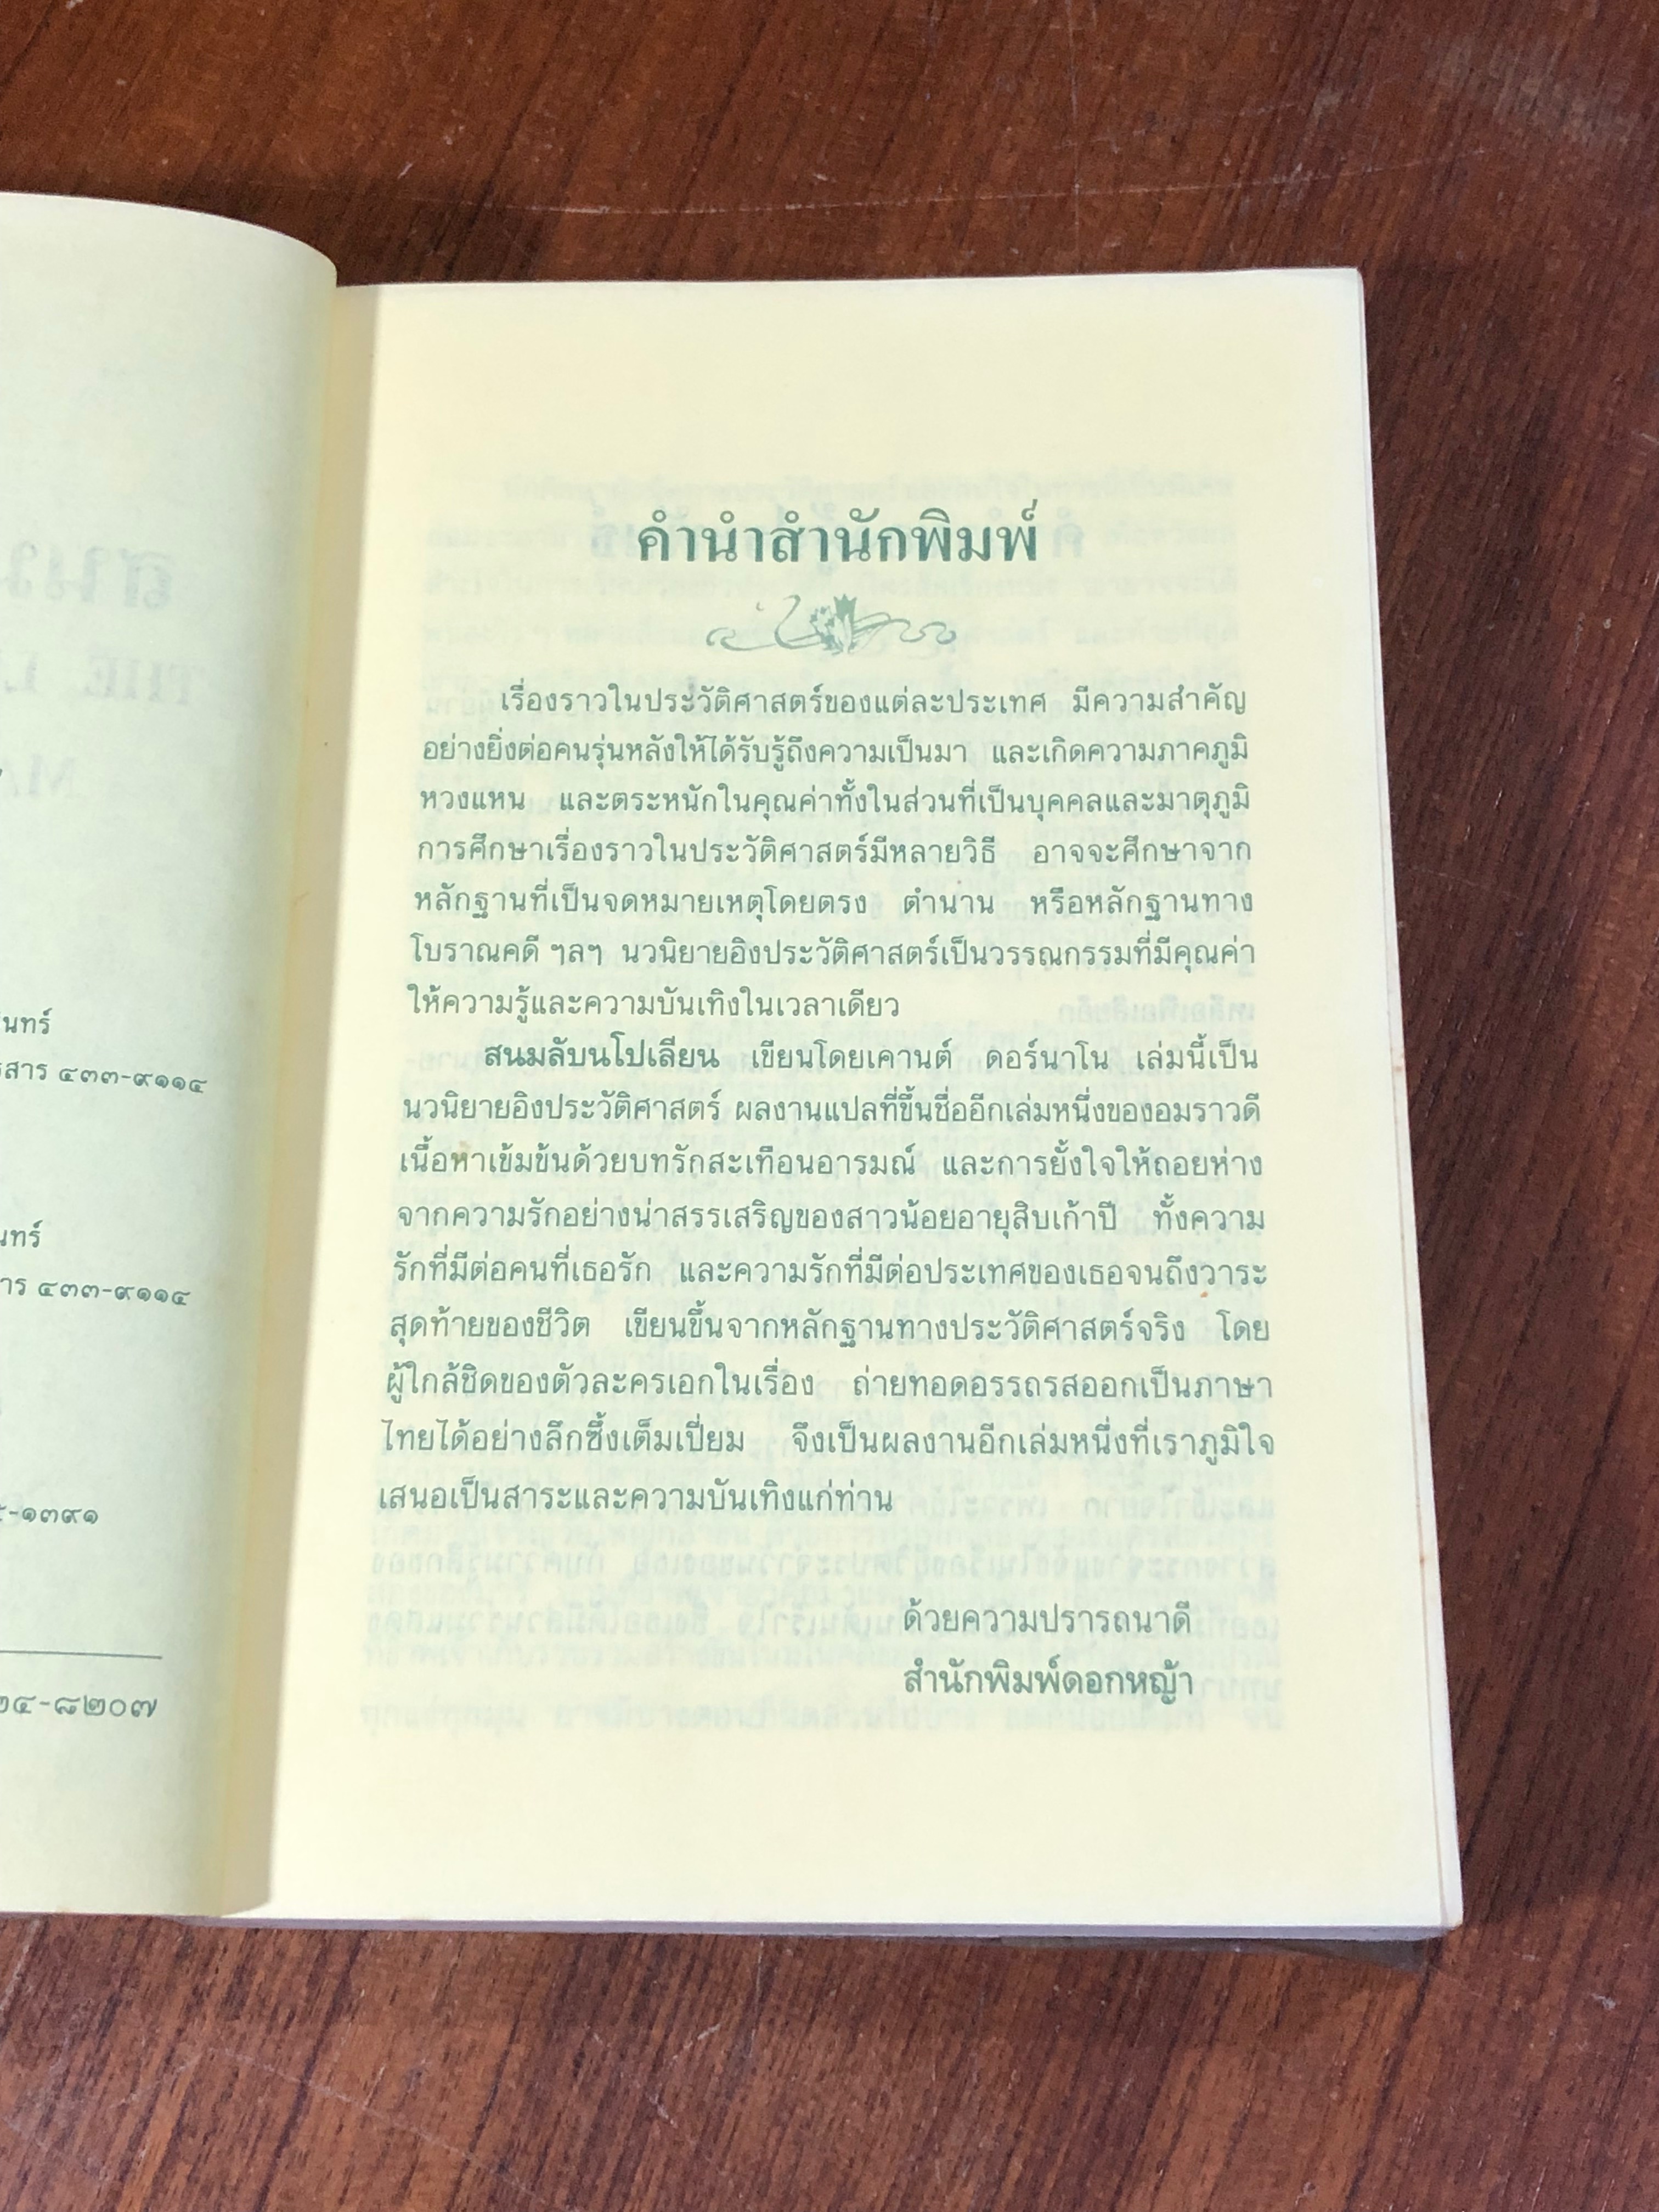 คำนำสำนักพิมพ์
เรื่องราวในประวัติศาสตร์ของแต่ละประเทศ มีความสำคัญ
อย่างยิ่งต่อคนรุ่นหลังให้ได้รับรู้ถึงความเป็นมา และเกิดความภาคภูมิ
หวงแหน และตระหนักในคุณค่าทั้งในส่วนที่เป็นบุคคลและมาตุภูมิ
การศึกษาเรื่องราวในประวัติศาสตร์มีหลายวิธี อาจจะศึกษาจาก
หลักฐานที่เป็นจดหมายเหตุโดยตรง ตำนาน หรือหลักฐานทาง
โบราณคดี ฯลฯ นวนิยายอิงประวัติศาสตร์เป็นวรรณกรรมที่มีคุณค่า
ให้ความรู้และความบันเทิงในเวลาเดียว
สนมลับนโปเลียน เขียนโดยเคานต์ ดอร์นาโน เล่มนี้เป็น
นวนิยายอิงประวัติศาสตร์ ผลงานแปลที่ขึ้นชื่ออีกเล่มหนึ่งของอมราวดี
เนื้อหาเข้มข้นด้วยบทรักสะเทือนอารมณ์ และการยั้งใจให้ถอยห่าง
จากความรักอย่างน่าสรรเสริญของสาวน้อยอายุสิบเก้าปี ทั้งความ
รักที่มีต่อคนที่เธอรัก และความรักที่มีต่อประเทศของเธอจนถึงวาระ
สุดท้ายของชีวิต เขียนขึ้นจากหลักฐานทางประวัติศาสตร์จริง โดย
ผู้ใกล้ชิดของตัวละครเอกในเรื่อง ถ่ายทอดอรรถรสออกเป็นภาษา
ไทยได้อย่างลึกซึ้งเต็มเปี่ยม จึงเป็นผลงานอีกเล่มหนึ่งที่เราภูมิใจ
เสนอเป็นสาระและความบันเทิงแก่ท่าน
ด้วยความปรารถนาดี
สำนักพิมพ์ดอกหญ้า
๔๓๓-๙๑๑๔
๔๓๓-๙๑๑๔
-๑๓๙๑
๒๔-๘๒๐๗